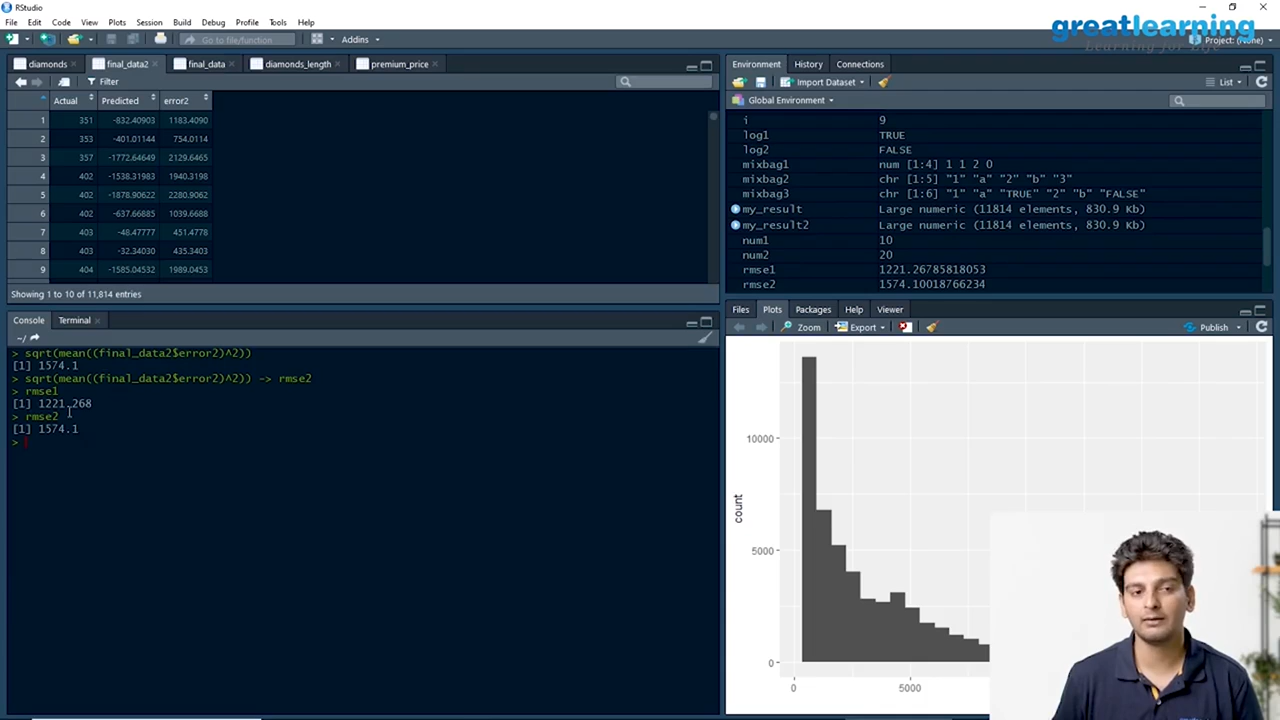 RStudio
File Edit Code View Plots Session Build Debug Profile Tools Help
greatlearning
Learning for Life
Go to file/function Addins Project: (None)
diamonds final_data2 final_data diamonds_length premium_price
Filter
Actual Predicted error2
1 351 -832.40903 1183.4090
2 353 -401.01144 754.0114
3 357 -1772.64649 2129.6465
4 402 -1538.31983 1940.3198
5 402 -1878.90622 2280.9062
6 402 -637.66885 1039.6688
7 403 -48.47777 451.4778
8 403 -32.34030 435.3403
9 404 -1585.04532 1989.0453
Showing 1 to 10 of 11,814 entries
Console Terminal
~/
> sqrt(mean((final_data2$error2)^2))
[1] 1574.1
> sqrt(mean((final_data2$error2)^2)) -> rmse2
> rmse1
[1] 1221.268
> rmse2
[1] 1574.1
>
Environment History Connections
Import Dataset List
Global Environment
i 9
log1 TRUE
log2 FALSE
mixbag1 num [1:4] 1 1 2 0
mixbag2 chr [1:5] "1" "a" "2" "b" "3"
mixbag3 chr [1:6] "1" "a" "TRUE" "2" "b" "FALSE"
my_result Large numeric (11814 elements, 830.9 Kb)
my_result2 Large numeric (11814 elements, 830.9 Kb)
num1 10
num2 20
rmse1 1221.26785818053
rmse2 1574.10018766234
Files Plots Packages Help Viewer
Zoom Export Publish
10000
count
5000
0
0 5000